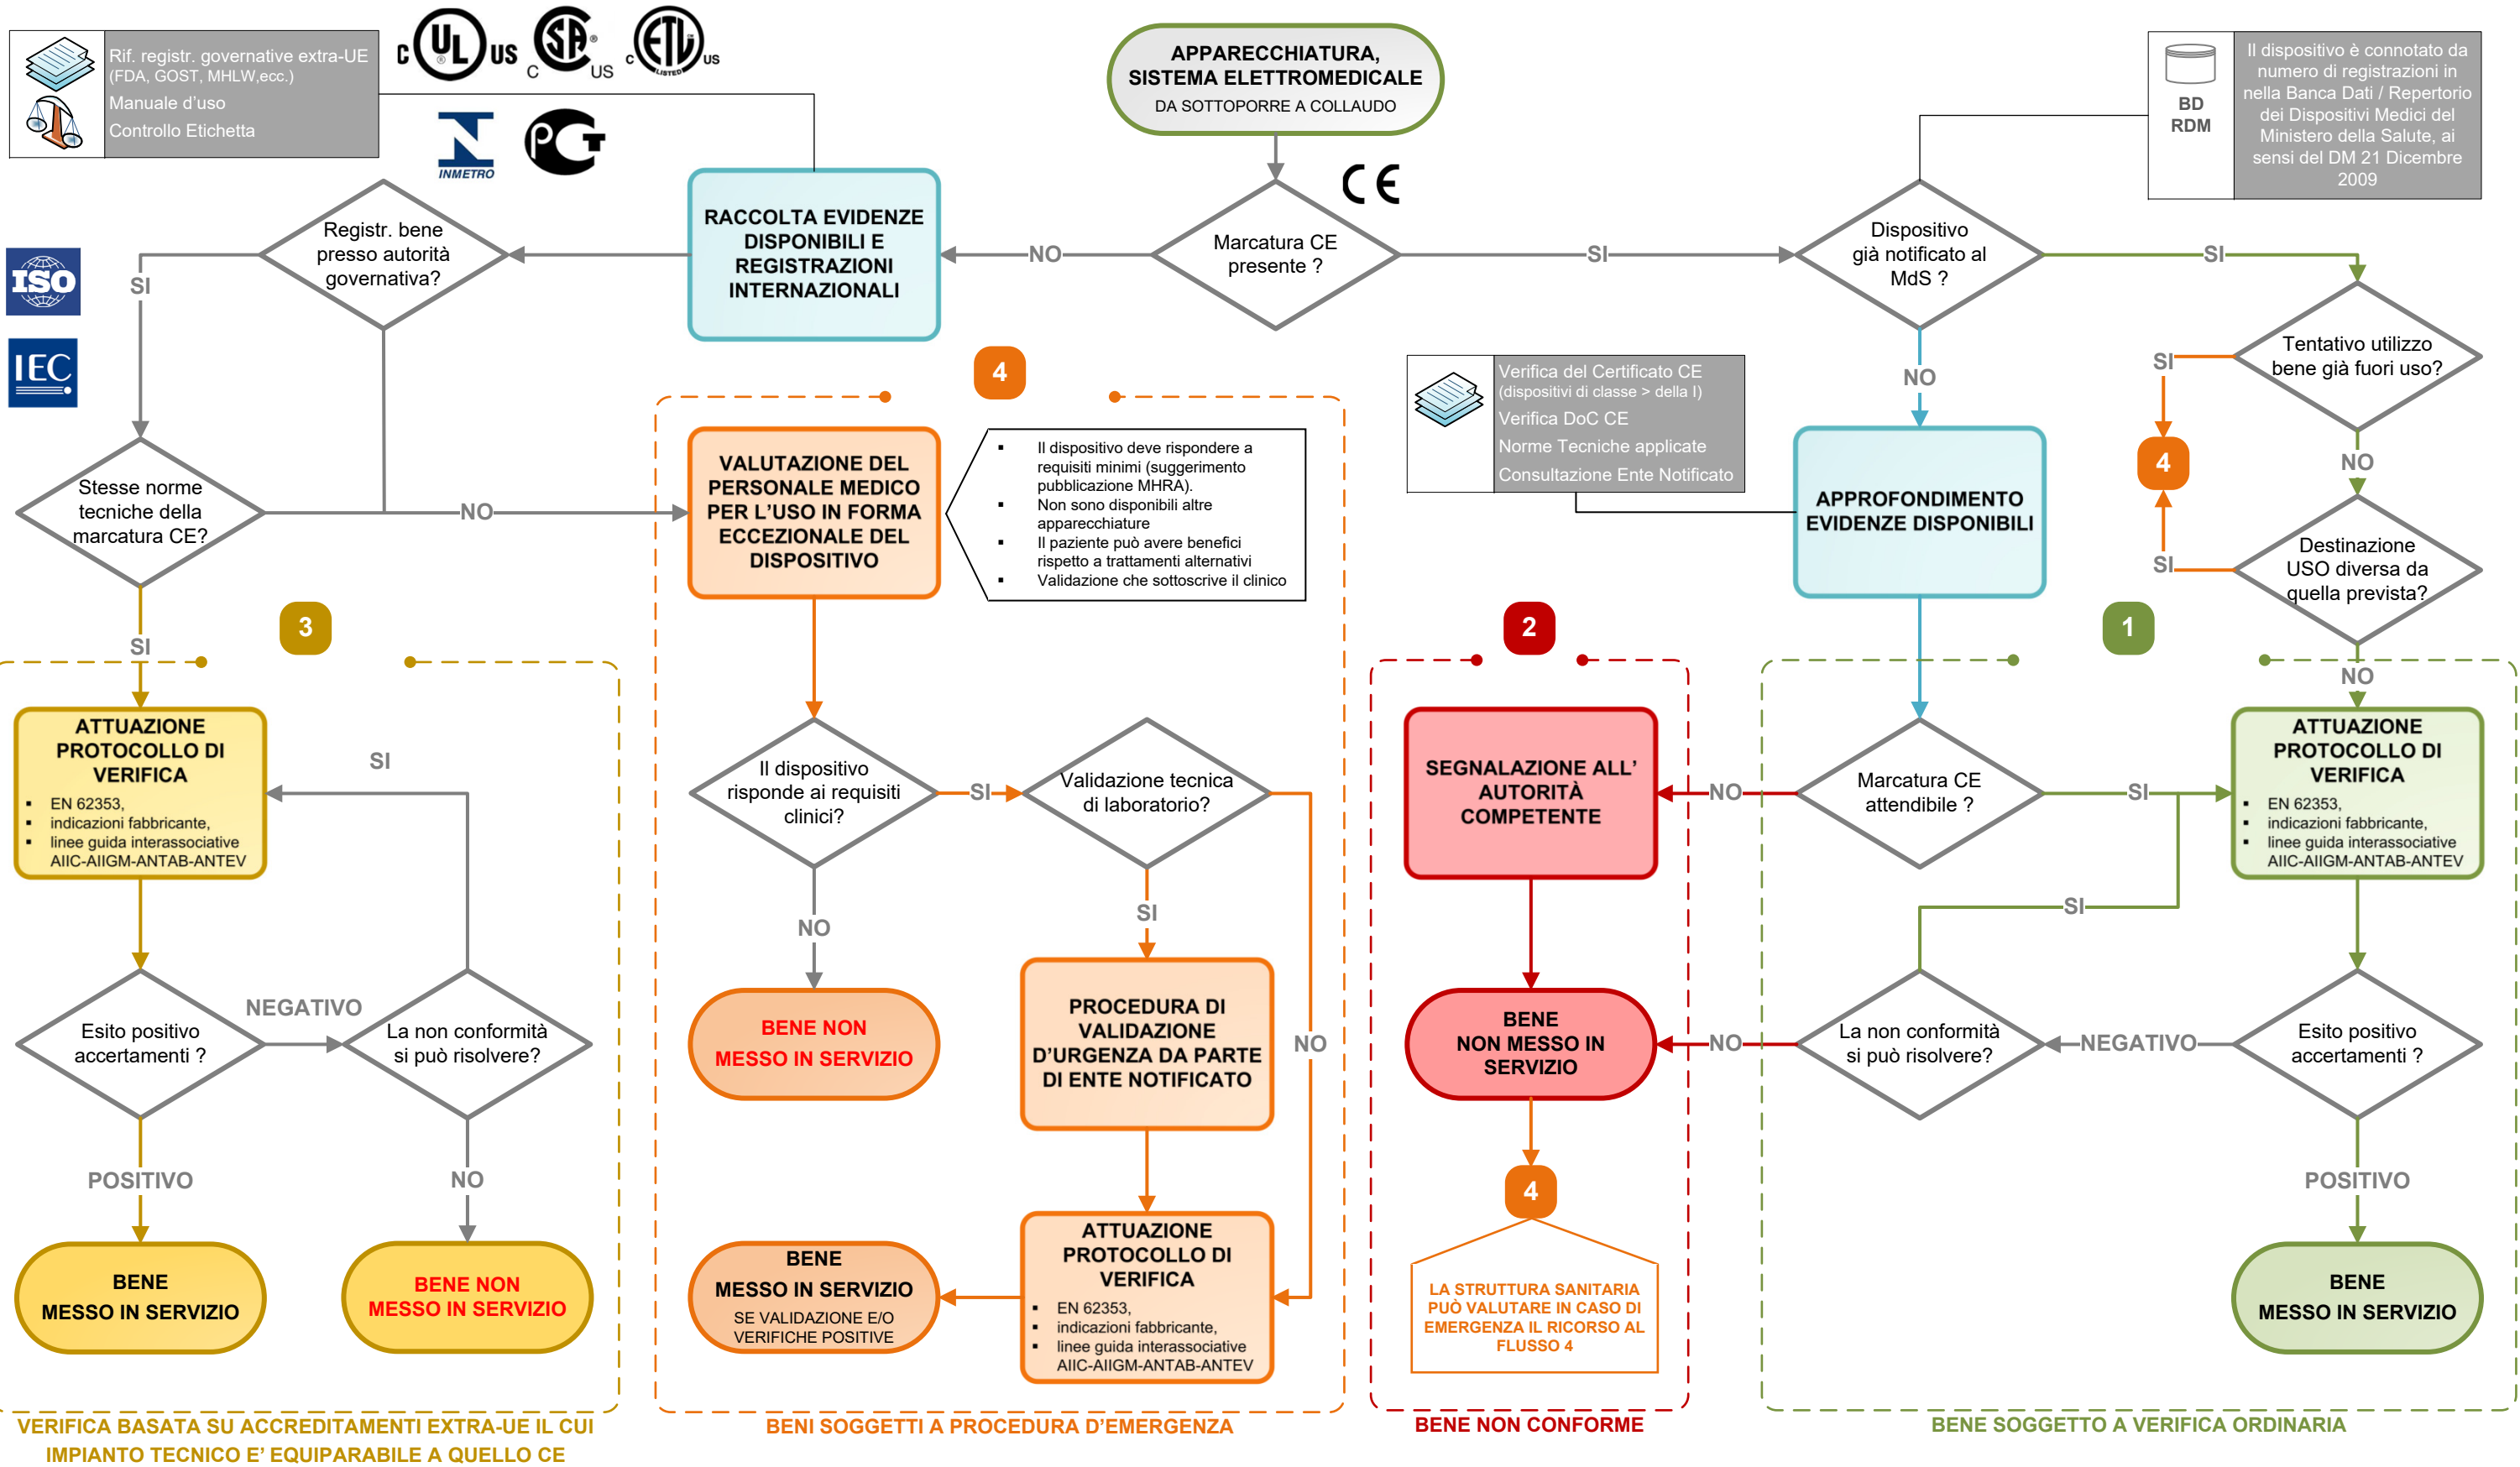 Rif. registr. governative extra-UE
(FDA, GOST, MHLW,ecc.)
Manuale d'uso
Controllo Etichetta
C UL ® US
CSA ® C US
C ETL LISTED US
INMETRO
PCT
APPARECCHIATURA,
SISTEMA ELETTROMEDICALE
DA SOTTOPORRE A COLLAUDO
CE
BD
RDM
Il dispositivo è connotato da
numero di registrazioni in
nella Banca Dati / Repertorio
dei Dispositivi Medici del
Ministero della Salute, ai
sensi del DM 21 Dicembre
2009
ISO
IEC
Registr. bene
presso autorità
governativa?
SI
RACCOLTA EVIDENZE
DISPONIBILI E
REGISTRAZIONI
INTERNAZIONALI
NO
Marcatura CE
presente ?
SI
Dispositivo
già notificato al
MdS ?
SI
NO
Tentativo utilizzo
bene già fuori uso?
SI
4
NO
SI
Destinazione
USO diversa da
quella prevista?
NO
Verifica del Certificato CE
(dispositivi di classe > della I)
Verifica DoC CE
Norme Tecniche applicate
Consultazione Ente Notificato
APPROFONDIMENTO
EVIDENZE DISPONIBILI
Stesse norme
tecniche della
marcatura CE?
NO
SI
4
VALUTAZIONE DEL
PERSONALE MEDICO
PER L'USO IN FORMA
ECCEZIONALE DEL
DISPOSITIVO
▪ Il dispositivo deve rispondere a
requisiti minimi (suggerimento
pubblicazione MHRA).
▪ Non sono disponibili altre
apparecchiature
▪ Il paziente può avere benefici
rispetto a trattamenti alternativi
▪ Validazione che sottoscrive il clinico
3
ATTUAZIONE
PROTOCOLLO DI
VERIFICA
▪ EN 62353,
▪ indicazioni fabbricante,
▪ linee guida interassociative
AIIC-AIIGM-ANTAB-ANTEV
SI
Esito positivo
accertamenti ?
NEGATIVO
La non conformità
si può risolvere?
POSITIVO
NO
BENE
MESSO IN SERVIZIO
BENE NON
MESSO IN SERVIZIO
VERIFICA BASATA SU ACCREDITAMENTI EXTRA-UE IL CUI
IMPIANTO TECNICO E' EQUIPARABILE A QUELLO CE
Il dispositivo
risponde ai requisiti
clinici?
SI
Validazione tecnica
di laboratorio?
NO
SI
NO
BENE NON
MESSO IN SERVIZIO
PROCEDURA DI
VALIDAZIONE
D'URGENZA DA PARTE
DI ENTE NOTIFICATO
BENE
MESSO IN SERVIZIO
SE VALIDAZIONE E/O
VERIFICHE POSITIVE
ATTUAZIONE
PROTOCOLLO DI
VERIFICA
▪ EN 62353,
▪ indicazioni fabbricante,
▪ linee guida interassociative
AIIC-AIIGM-ANTAB-ANTEV
BENI SOGGETTI A PROCEDURA D'EMERGENZA
2
SEGNALAZIONE ALL'
AUTORITÀ
COMPETENTE
NO
BENE
NON MESSO IN
SERVIZIO
NO
4
LA STRUTTURA SANITARIA
PUÒ VALUTARE IN CASO DI
EMERGENZA IL RICORSO AL
FLUSSO 4
BENE NON CONFORME
1
Marcatura CE
attendibile ?
SI
ATTUAZIONE
PROTOCOLLO DI
VERIFICA
▪ EN 62353,
▪ indicazioni fabbricante,
▪ linee guida interassociative
AIIC-AIIGM-ANTAB-ANTEV
SI
La non conformità
si può risolvere?
NEGATIVO
Esito positivo
accertamenti ?
POSITIVO
BENE
MESSO IN SERVIZIO
BENE SOGGETTO A VERIFICA ORDINARIA